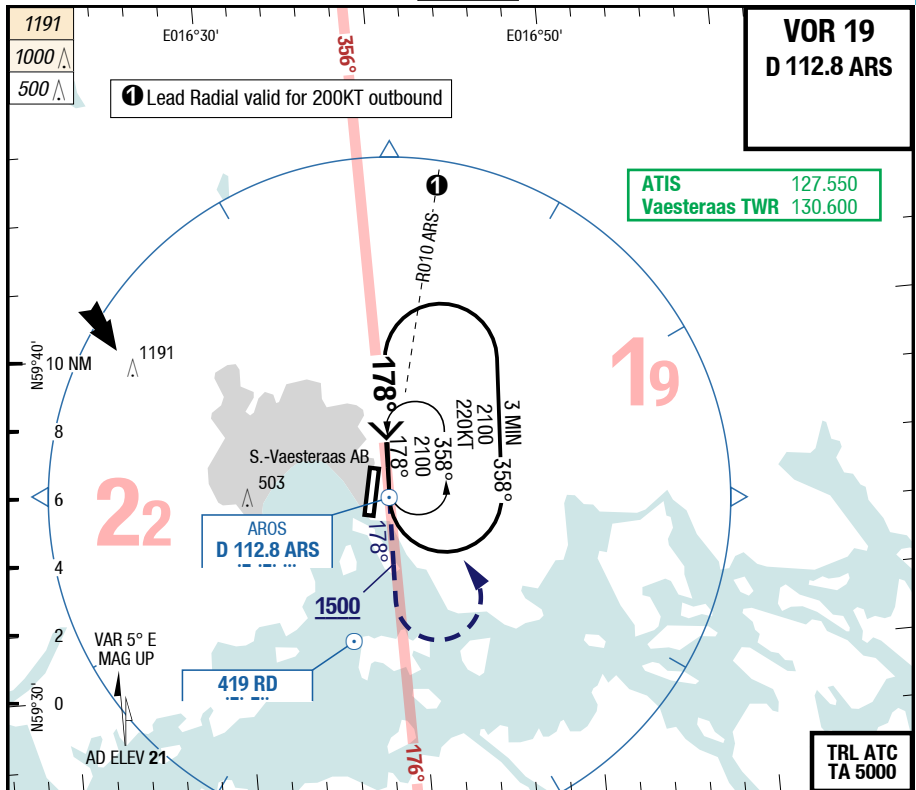 1191
1000
500
E016°30'
356°
E016°50'
VOR 19
D 112.8 ARS
❶ Lead Radial valid for 200KT outbound
ATIS 127.550
Vaesteraas TWR 130.600
❶
R010 ARS
N59°40'
10 NM
1191
19
178°
3 MIN
2100
220KT
358°
8
178°
2100
358°
S.-Vaesteraas AB
503
22
6
AROS
D 112.8 ARS
178°
4
1500
2
VAR 5° E
MAG UP
419 RD
N59°30'
0
AD ELEV 21
176°
TRL ATC
TA 5000